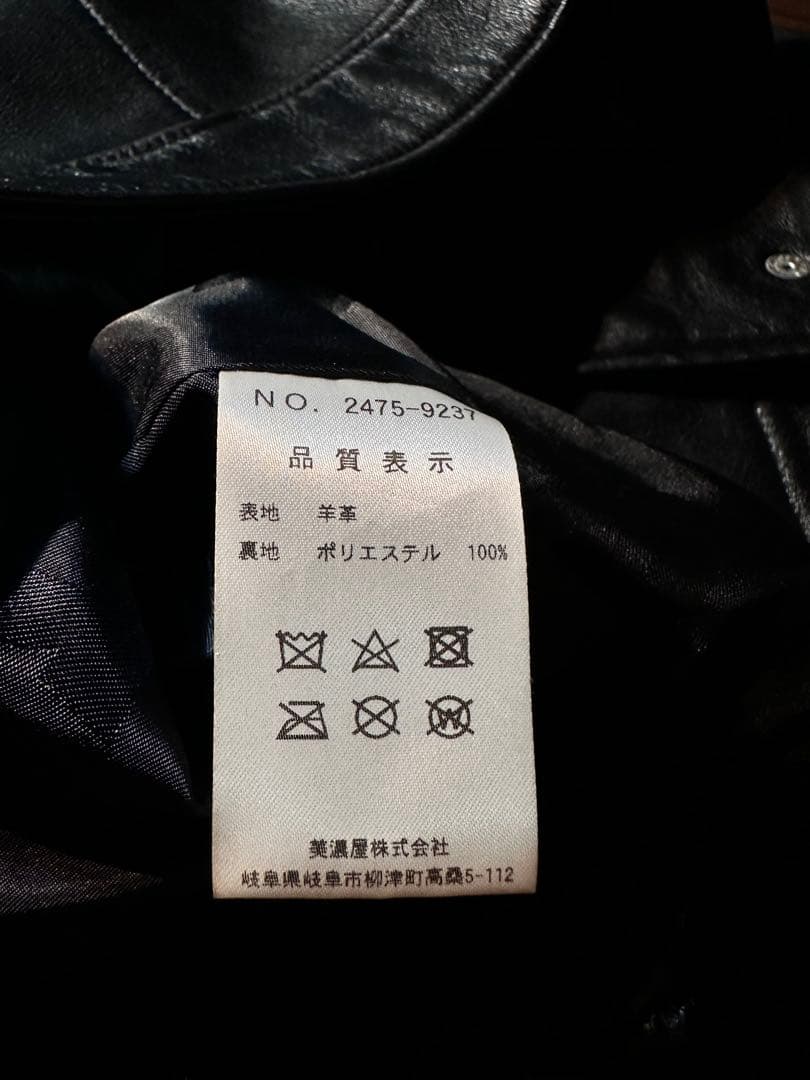 NO. 2475-9237
品質表示
表地 羊革
裏地 ポリエステル 100%
W
美濃屋株式会社
岐阜県岐阜市柳津町高桑5-112